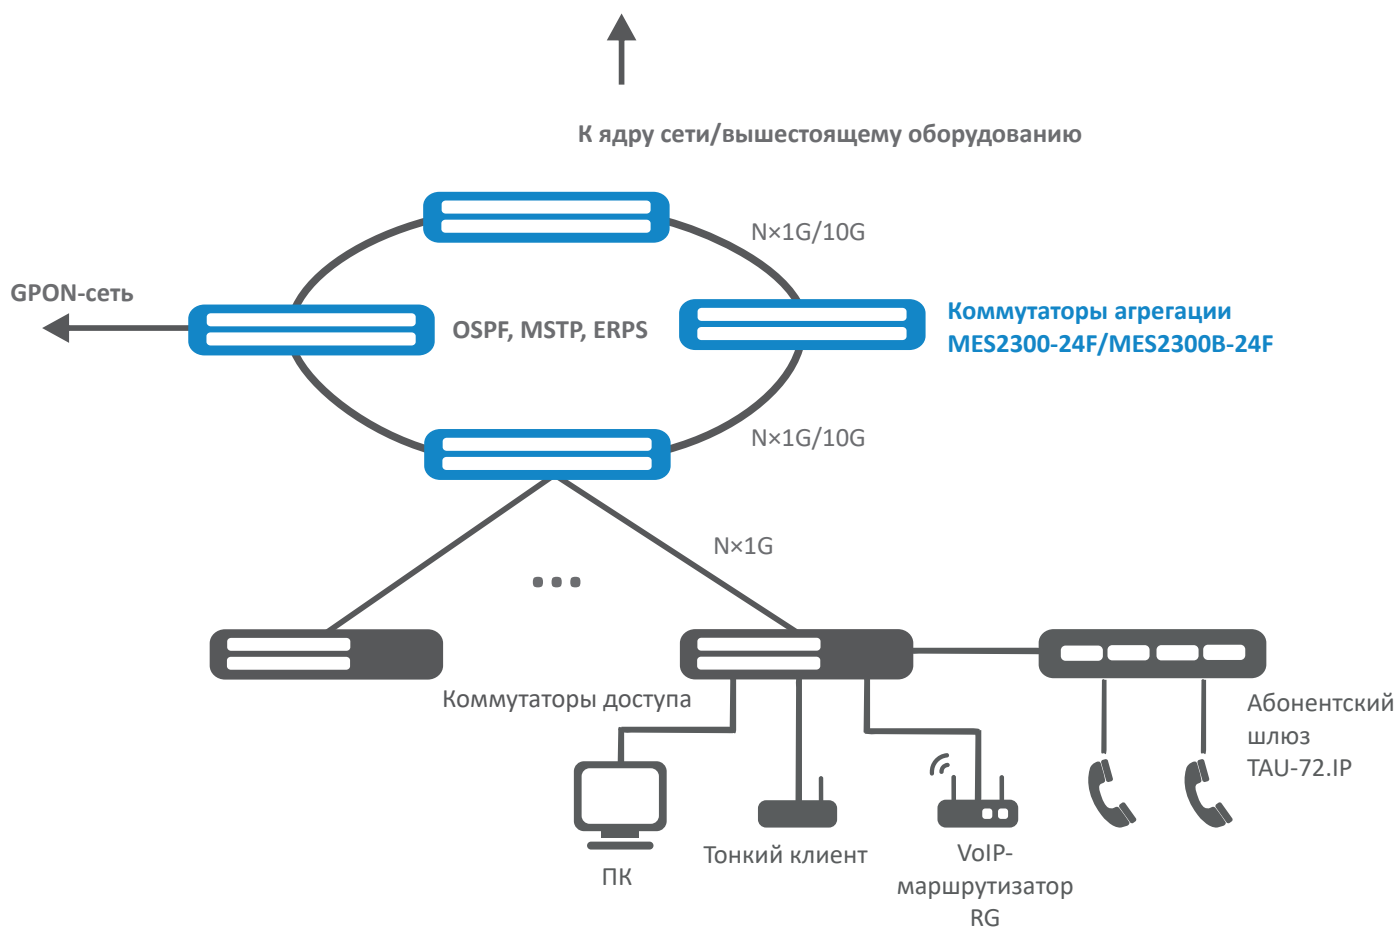 К ядру сети/вышестоящему оборудованию
N×1G/10G
GPON-сеть
OSPF, MSTP, ERPS
Коммутаторы агрегации
MES2300-24F/MES2300B-24F
N×1G/10G
N×1G
Коммутаторы доступа
Абонентский
шлюз
TAU-72.IP
ПК
Тонкий клиент
VoIP-
маршрутизатор
RG